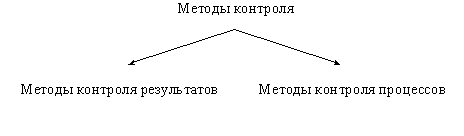 Методы контроля
Методы контроля результатов Методы контроля процессов